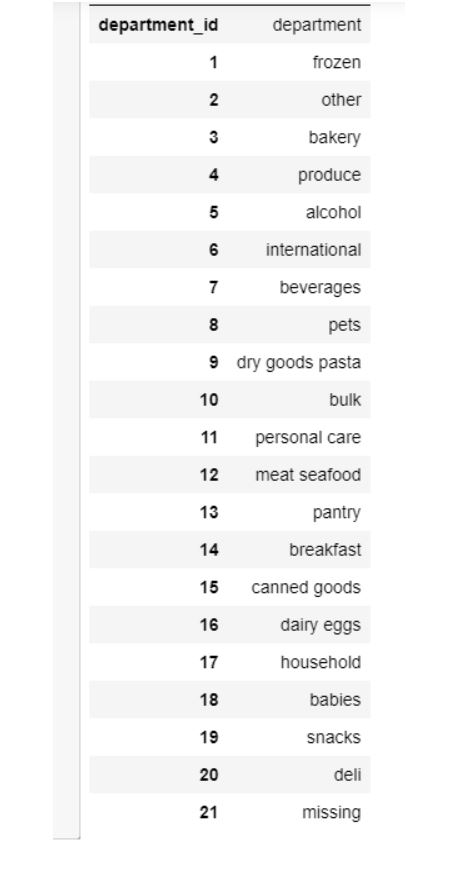 department_id department
1 frozen
2 other
3 bakery
4 produce
5 alcohol
6 international
7 beverages
8 pets
9 dry goods pasta
10 bulk
11 personal care
12 meat seafood
13 pantry
14 breakfast
15 canned goods
16 dairy eggs
17 household
18 babies
19 snacks
20 deli
21 missing